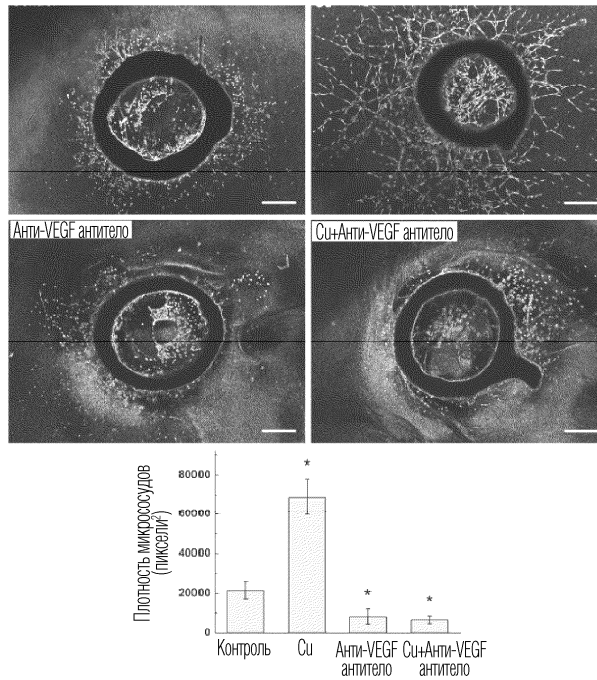 Анти-VEGF антитело
Cu+Анти-VEGF антитело
Плотность микрососудов
(пиксели²)
80000
60000
40000
20000
0
*
*
*
Контроль
Cu
Анти-VEGF
антитело
Cu+Анти-VEGF
антитело